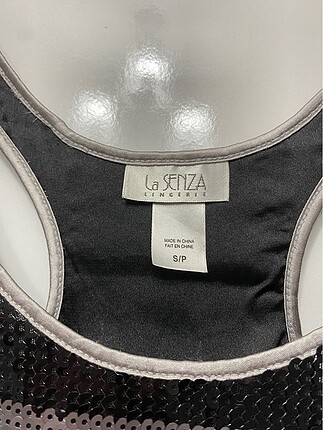 La SENZA
LINGERIE
MADE IN CHINA
FAIT EN CHINE
S/P